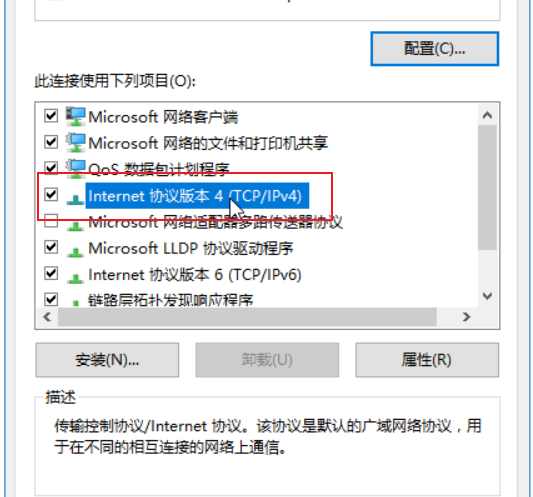 配置(C)...
此连接使用下列项目(O):
Microsoft 网络客户端
Microsoft 网络的文件和打印机共享
QoS 数据包计划程序
Internet 协议版本 4 (TCP/IPv4)
Microsoft 网络适配器多路传送器协议
Microsoft LLDP 协议驱动程序
Internet 协议版本 6 (TCP/IPv6)
链路层拓扑发现响应程序
安装(N)...
卸载(U)
属性(R)
描述
传输控制协议/Internet 协议。该协议是默认的广域网络协议，用
于在不同的相互连接的网络上通信。